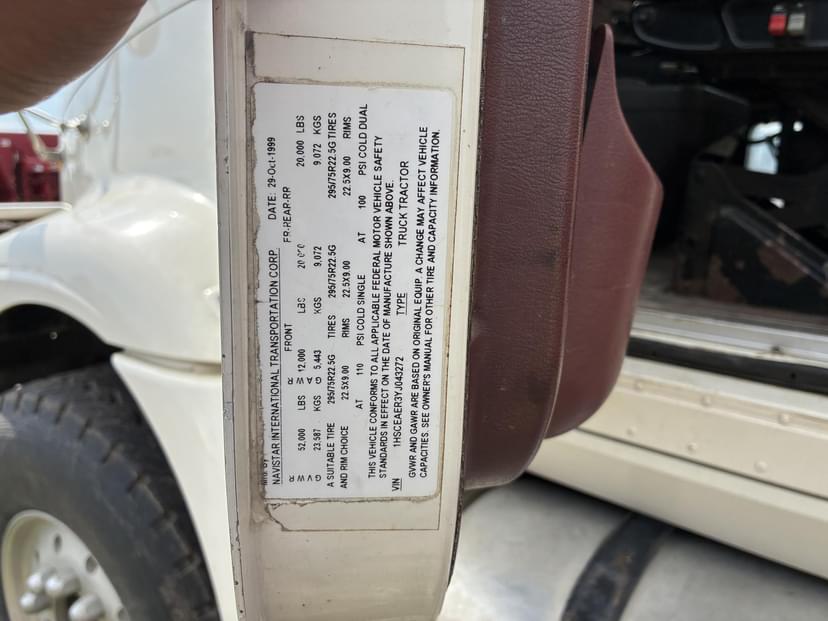 MFG. BY
NAVISTAR INTERNATIONAL TRANSPORTATION CORP. DATE: 29-Oct-1999
FRONT FR-REAR-RR
G V W R 52,000 LBS G A W R 12,000 LBS 20,000 LBS 20,000 LBS
23,587 KGS 5,443 KGS 9,072 KGS 9,072 KGS
A SUITABLE TIRE 295/75R22.5G TIRES 295/75R22.5G 295/75R22.5G TIRES
AND RIM CHOICE 22.5X9.00 RIMS 22.5X9.00 22.5X9.00 RIMS
AT 110 PSI COLD SINGLE AT 100 PSI COLD DUAL
THIS VEHICLE CONFORMS TO ALL APPLICABLE FEDERAL MOTOR VEHICLE SAFETY
STANDARDS IN EFFECT ON THE DATE OF MANUFACTURE SHOWN ABOVE.
VIN 1HSCEAER3YJ043272 TYPE TRUCK TRACTOR
GVWR AND GAWR ARE BASED ON ORIGINAL EQUIP. A CHANGE MAY AFFECT VEHICLE
CAPACITIES. SEE OWNER'S MANUAL FOR OTHER TIRE AND CAPACITY INFORMATION.